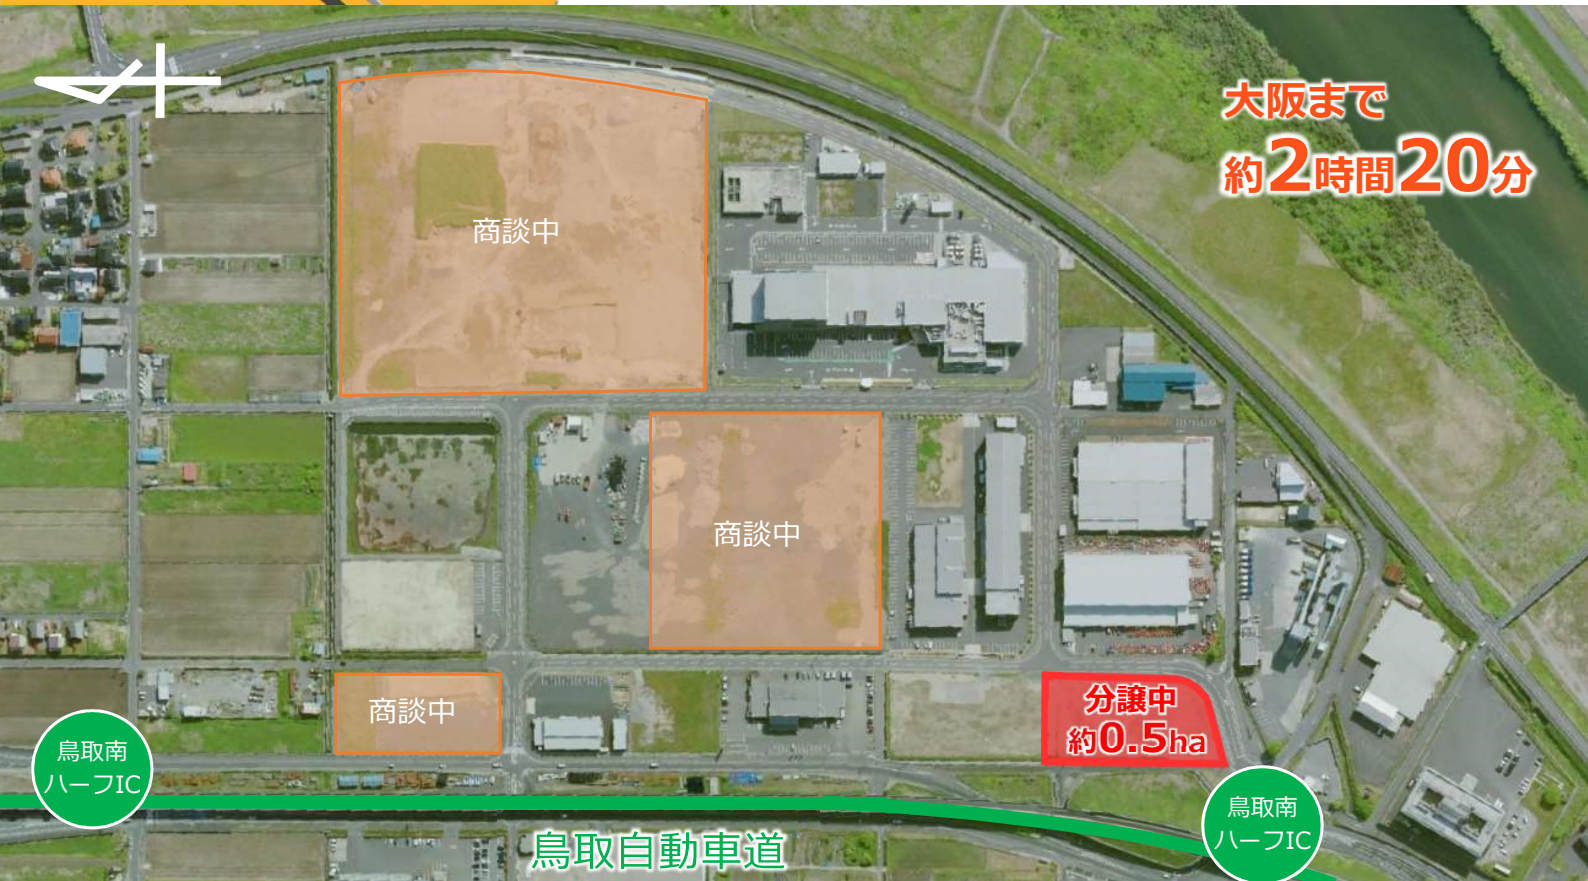 大阪まで
約2時間20分
商談中
商談中
商談中
分譲中
約0.5ha
鳥取南
ハーフIC
鳥取南
ハーフIC
鳥取自動車道